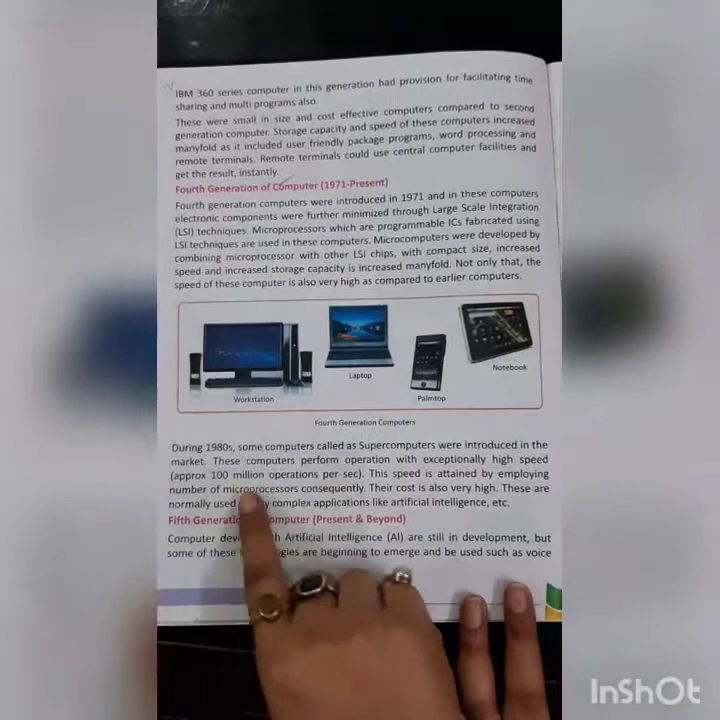 IBM 360 series computer in this generation had provision for facilitating time
sharing and multi programs also.
These were small in size and cost effective computers compared to second
generation computer. Storage capacity and speed of these computers increased
manyfold as it included user friendly package programs, word processing and
remote terminals. Remote terminals could use central computer facilities and
get the result, instantly.
Fourth Generation of Computer (1971-Present)
Fourth generation computers were introduced in 1971 and in these computers
electronic components were further minimized through Large Scale Integration
(LSI) techniques. Microprocessors which are programmable ICs fabricated using
LSI techniques are used in these computers. Microcomputers were developed by
combining microprocessor with other LSI chips, with compact size, increased
speed and increased storage capacity is increased manyfold. Not only that, the
speed of these computer is also very high as compared to earlier computers.
Workstation
Laptop
Palmtop
Notebook
Fourth Generation Computers
During 1980s, some computers called as Supercomputers were introduced in the
market. These computers perform operation with exceptionally high speed
(approx 100 million operations per sec). This speed is attained by employing
number of microprocessors consequently. Their cost is also very high. These are
normally used complex applications like artificial intelligence, etc.
Fifth Generation Computer (Present & Beyond)
Computer Artificial Intelligence (AI) are still in development, but
some of these are beginning to emerge and be used such as voice
InShOt